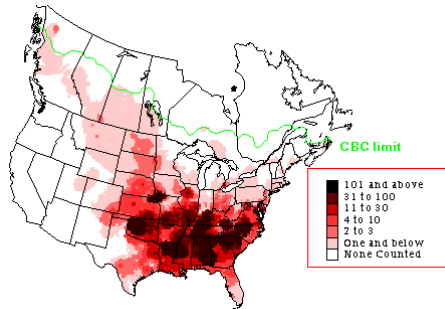 CBC limit
101 and above
31 to 100
11 to 30
4 to 10
2 to 3
One and below
None Counted